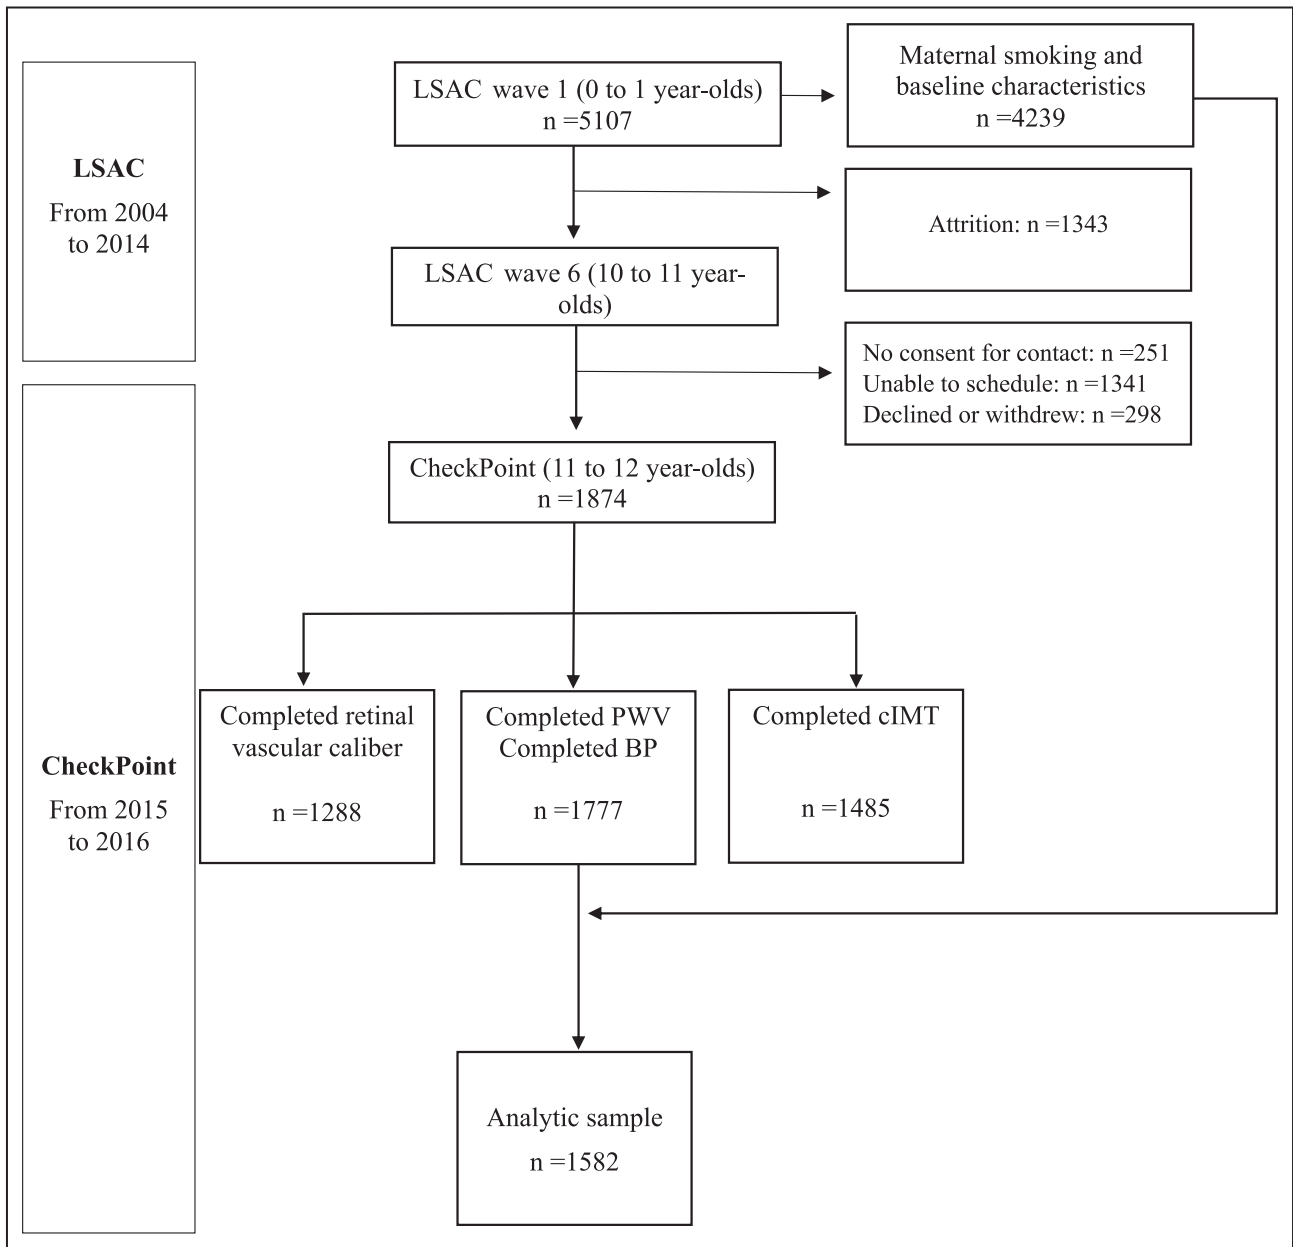 LSAC
From 2004
to 2014
LSAC wave 1 (0 to 1 year-olds)
n =5107
Maternal smoking and
baseline characteristics
n =4239
Attrition: n =1343
LSAC wave 6 (10 to 11 year-
olds)
No consent for contact: n =251
Unable to schedule: n =1341
Declined or withdrew: n =298
CheckPoint
From 2015
to 2016
CheckPoint (11 to 12 year-olds)
n =1874
Completed retinal
vascular caliber
n =1288
Completed PWV
Completed BP
n =1777
Completed cIMT
n =1485
Analytic sample
n =1582